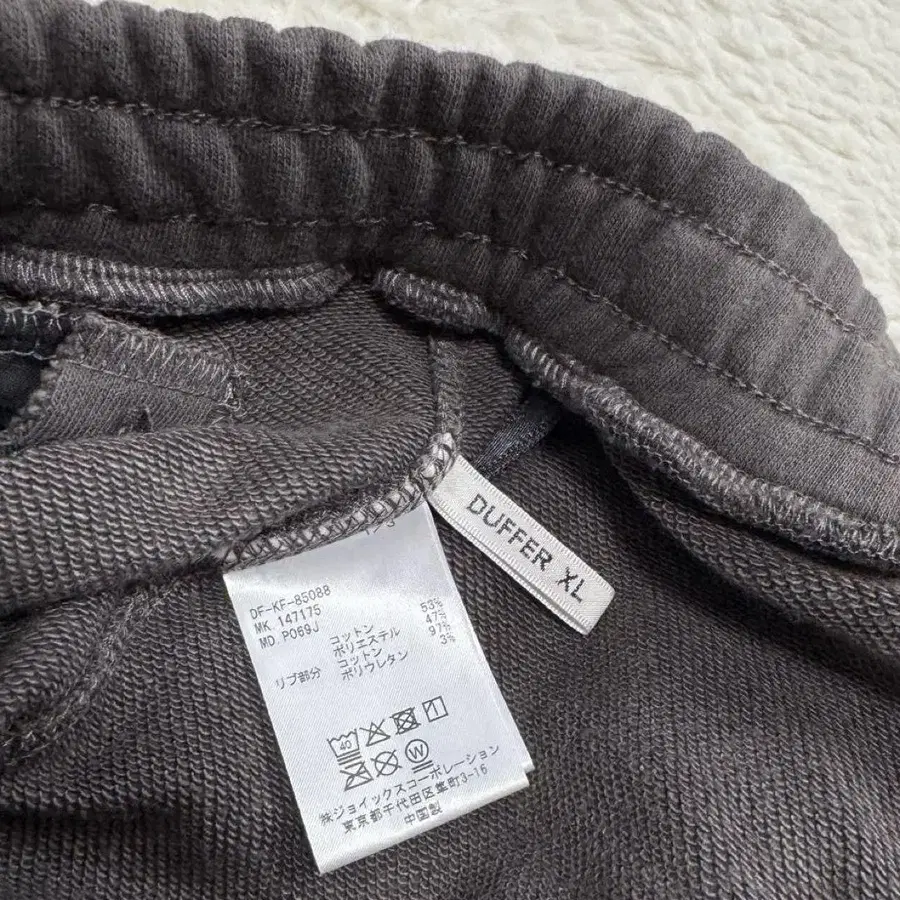 DUFFER XL
DF-KF-85088
MK. 147175
MD. P069J
コットン 53%
ポリエステル 47%
リブ部分 コットン 97%
ポリウレタン 3%
40
W
㈱ジョイックスコーポレーション
東京都千代田区隼町3-16
中国製